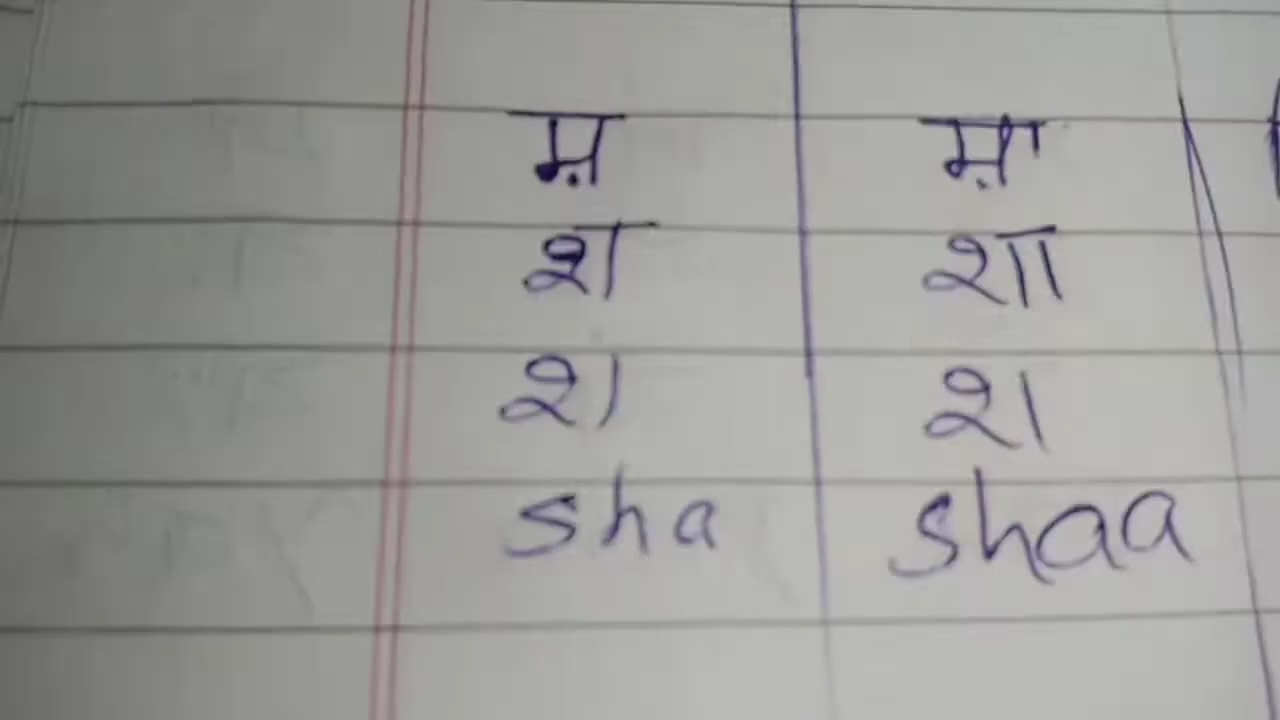 ਸ਼ ਸ਼ਾ
श शा
શ શ
sha shaa